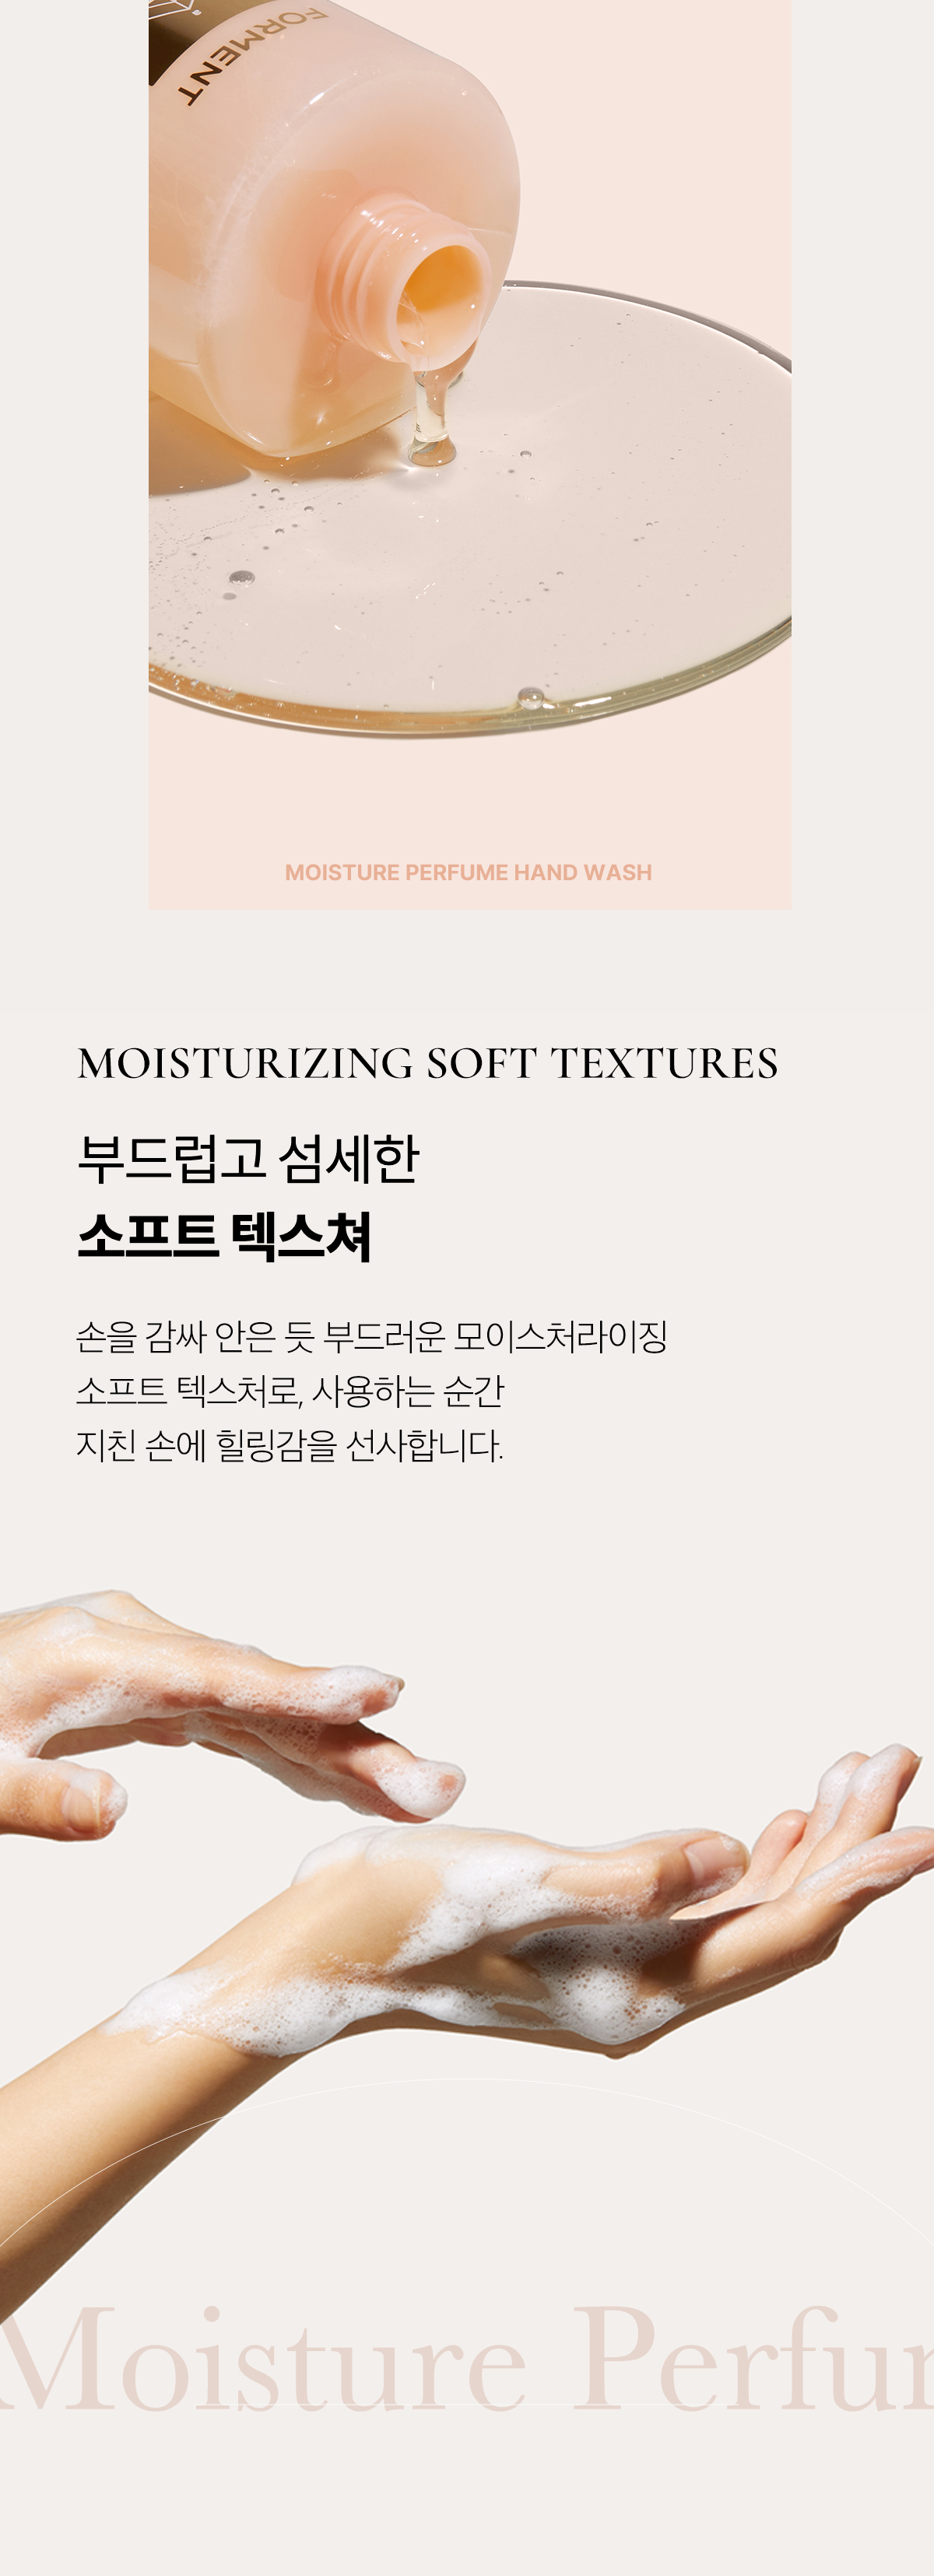 FORMENT
MOISTURE PERFUME HAND WASH
MOISTURIZING SOFT TEXTURES
부드럽고 섬세한
소프트 텍스쳐
손을 감싸 안은 듯 부드러운 모이스처라이징
소프트 텍스처로, 사용하는 순간
지친 손에 힐링감을 선사합니다.
Moisture Perfum